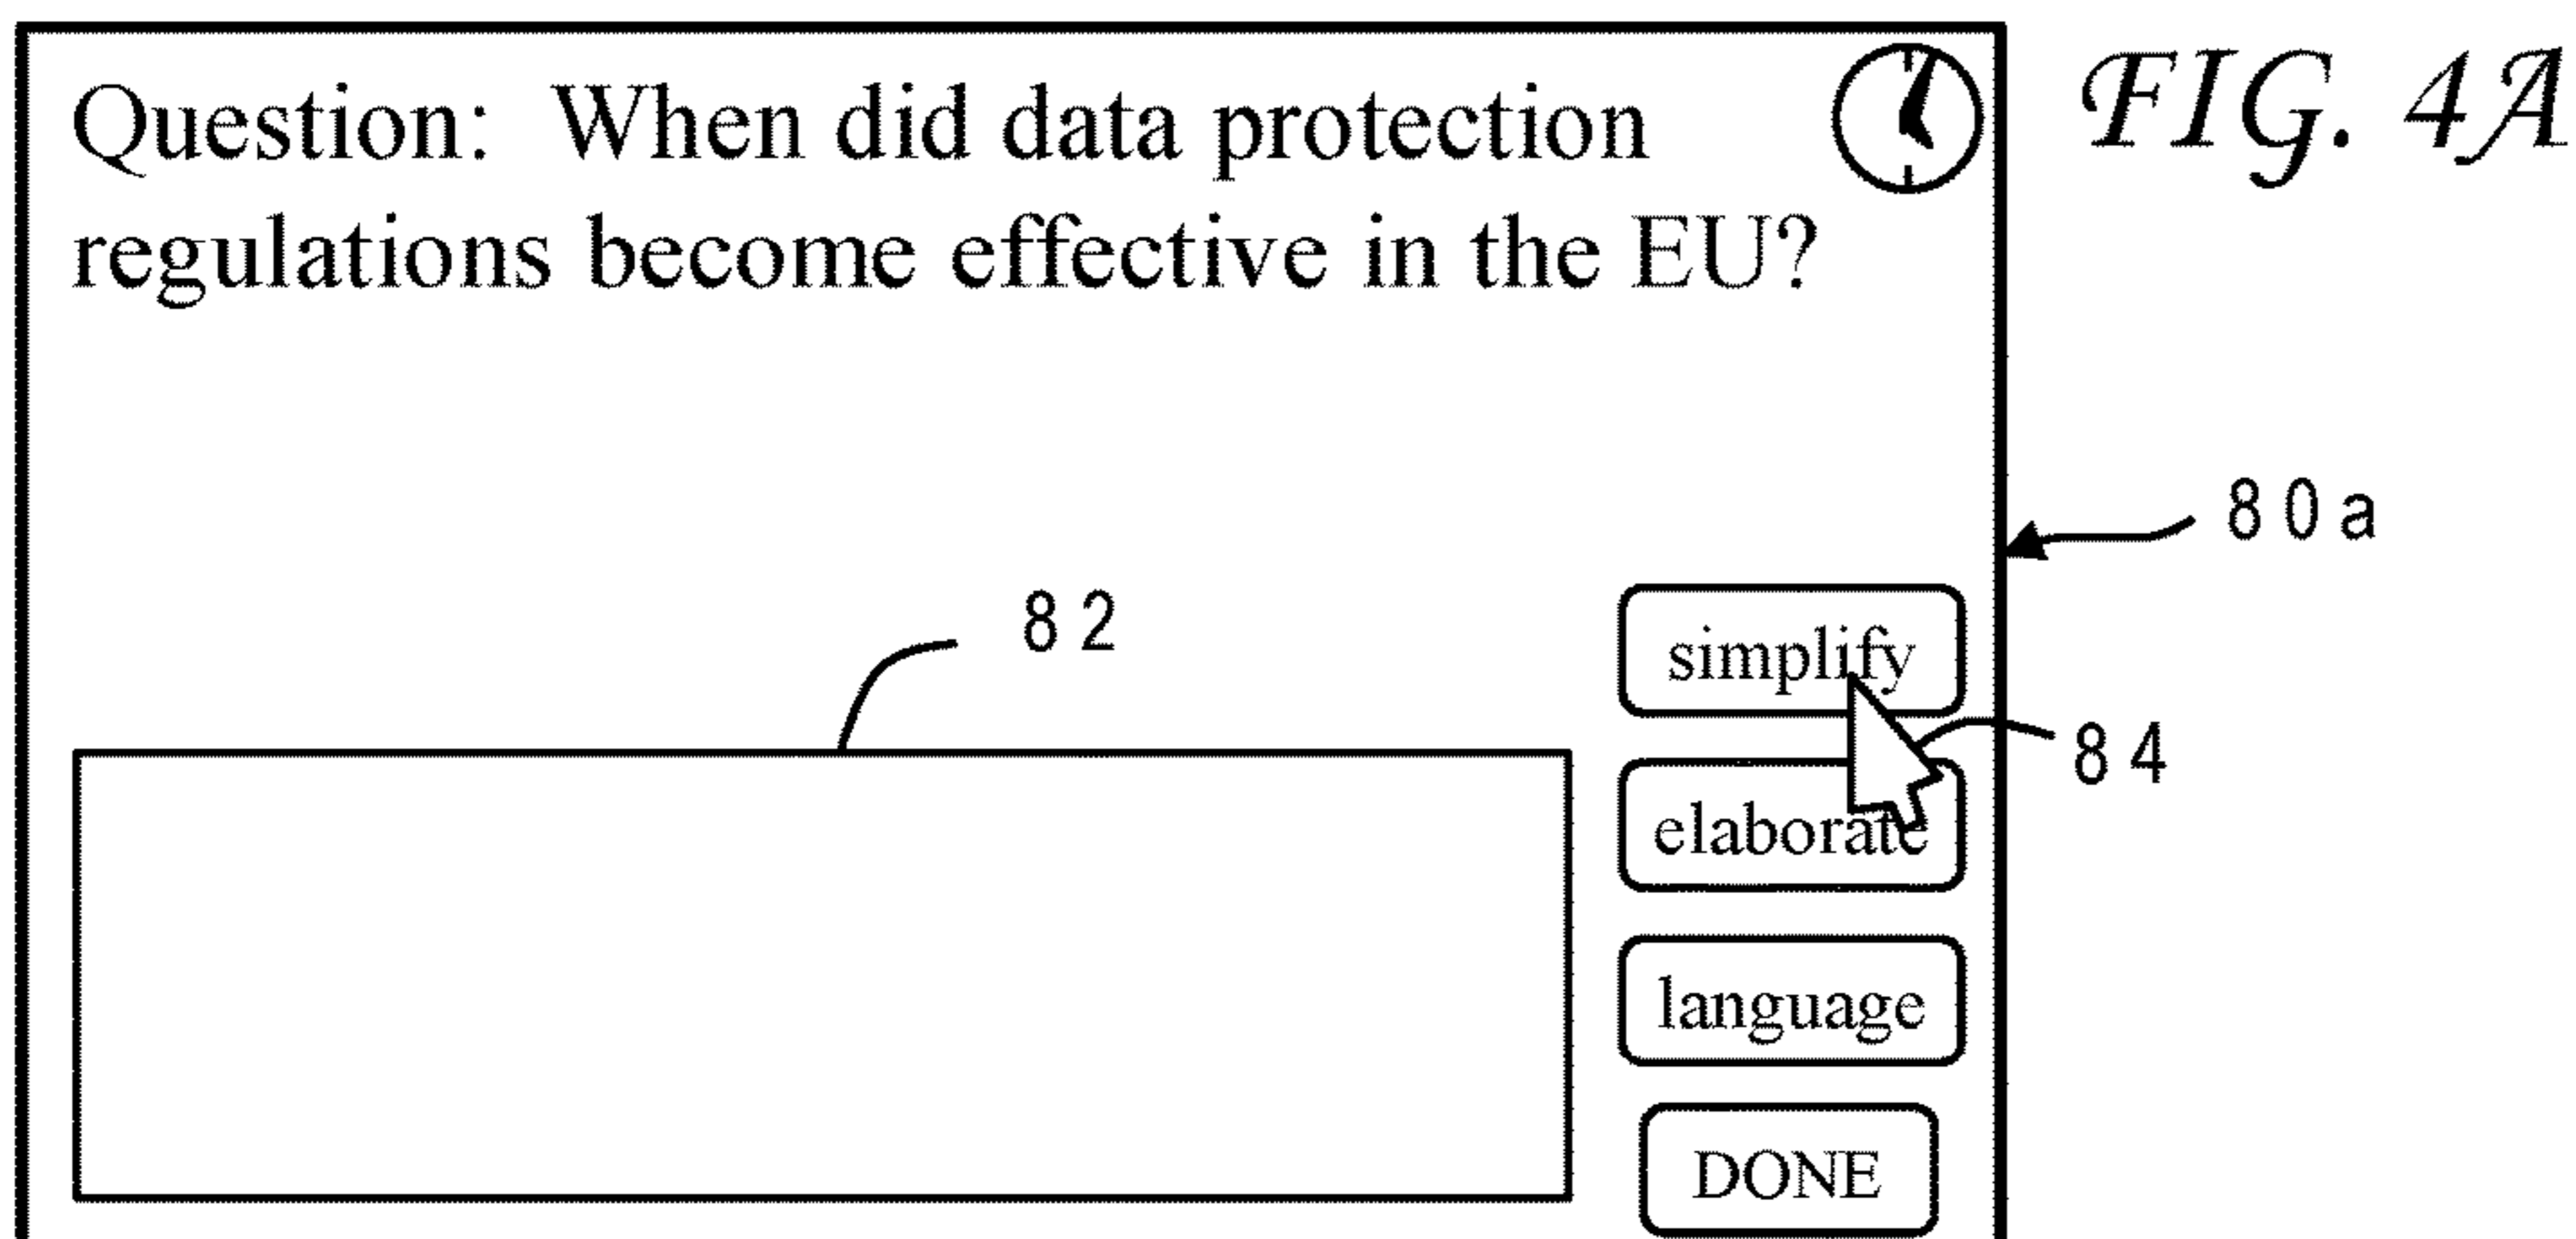 Question: When did data protection
regulations become effective in the EU?
FIG. 4A
80a
82
simplify
84
elaborate
language
DONE